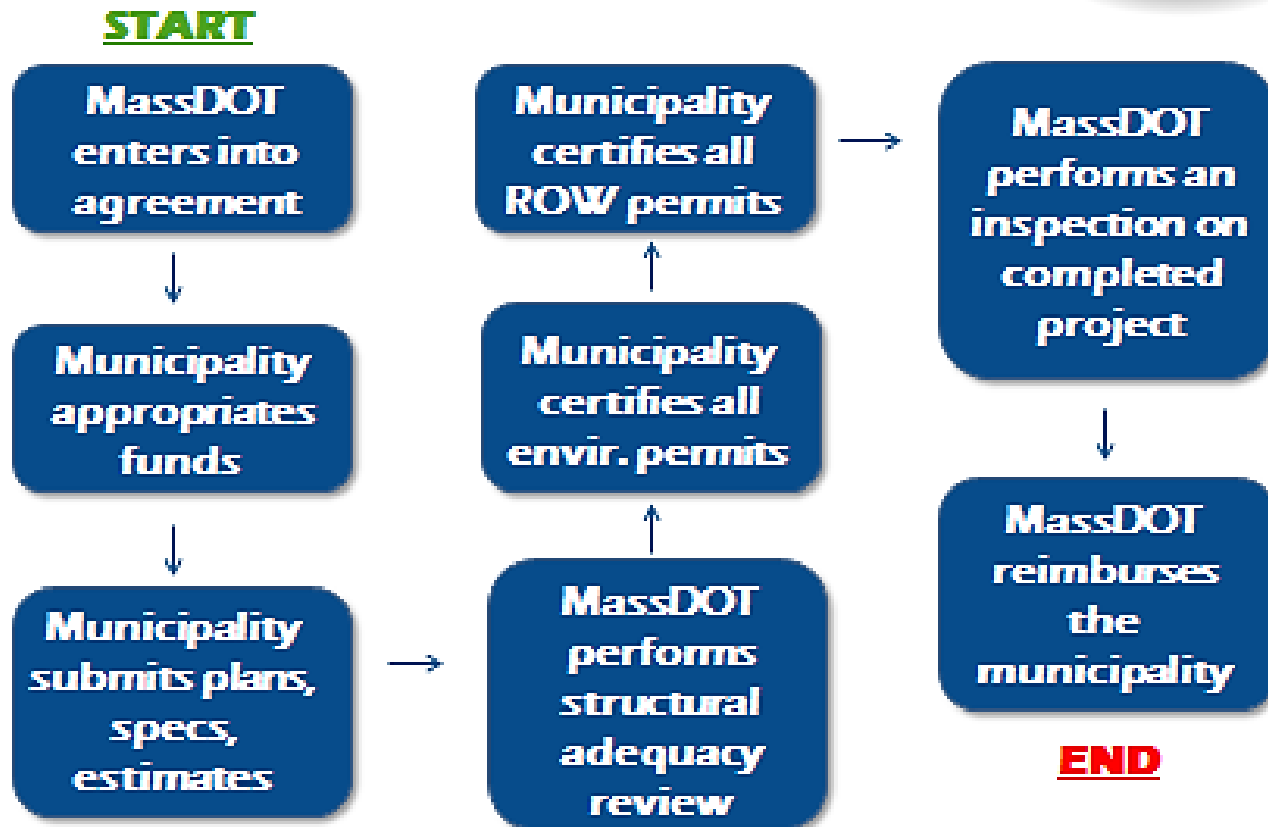 START
MassDOT
enters into
agreement
Municipality
appropriates
funds
Municipality
submits plans,
specs,
estimates
MassDOT
performs
structural
adequacy
review
Municipality
certifies all
envir. permits
Municipality
certifies all
ROW permits
MassDOT
performs an
inspection on
completed
project
MassDOT
reimburses
the
municipality
END